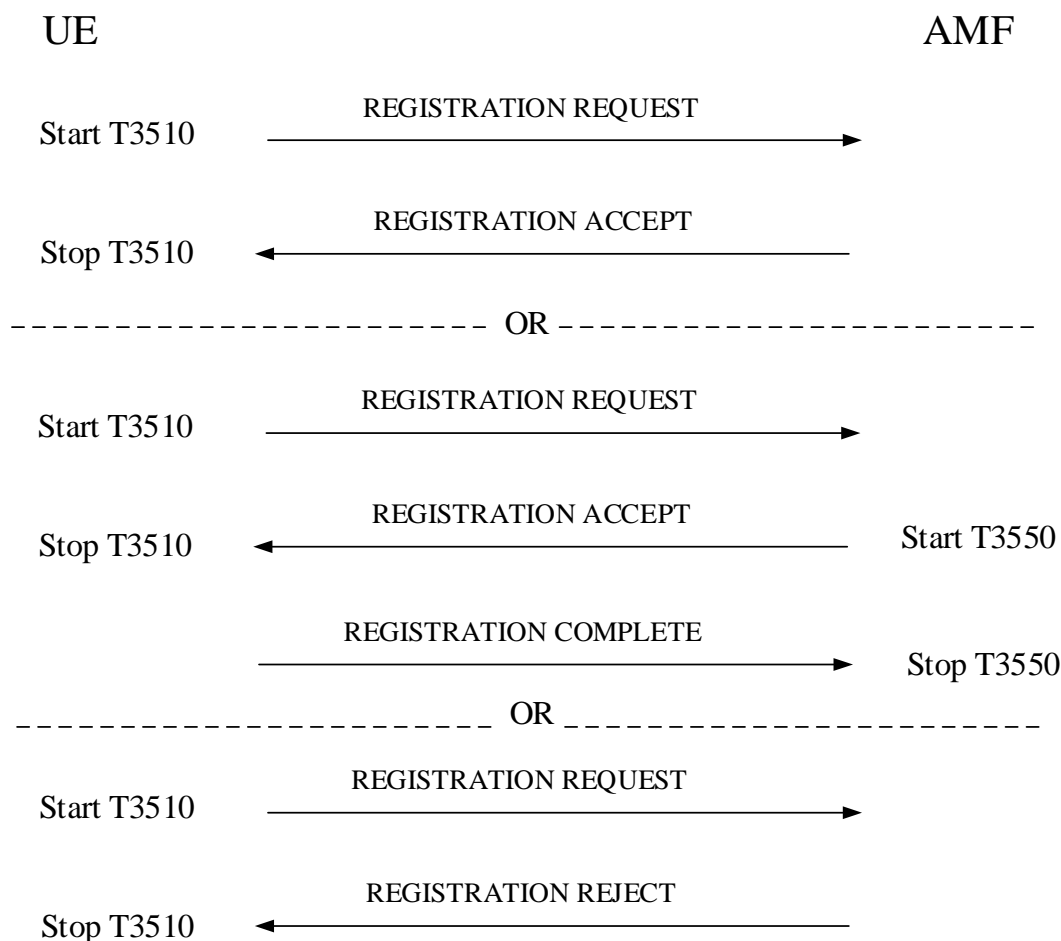 UE AMF
REGISTRATION REQUEST
Start T3510
REGISTRATION ACCEPT
Stop T3510
OR
REGISTRATION REQUEST
Start T3510
REGISTRATION ACCEPT
Stop T3510 Start T3550
REGISTRATION COMPLETE
Stop T3550
OR
REGISTRATION REQUEST
Start T3510
REGISTRATION REJECT
Stop T3510